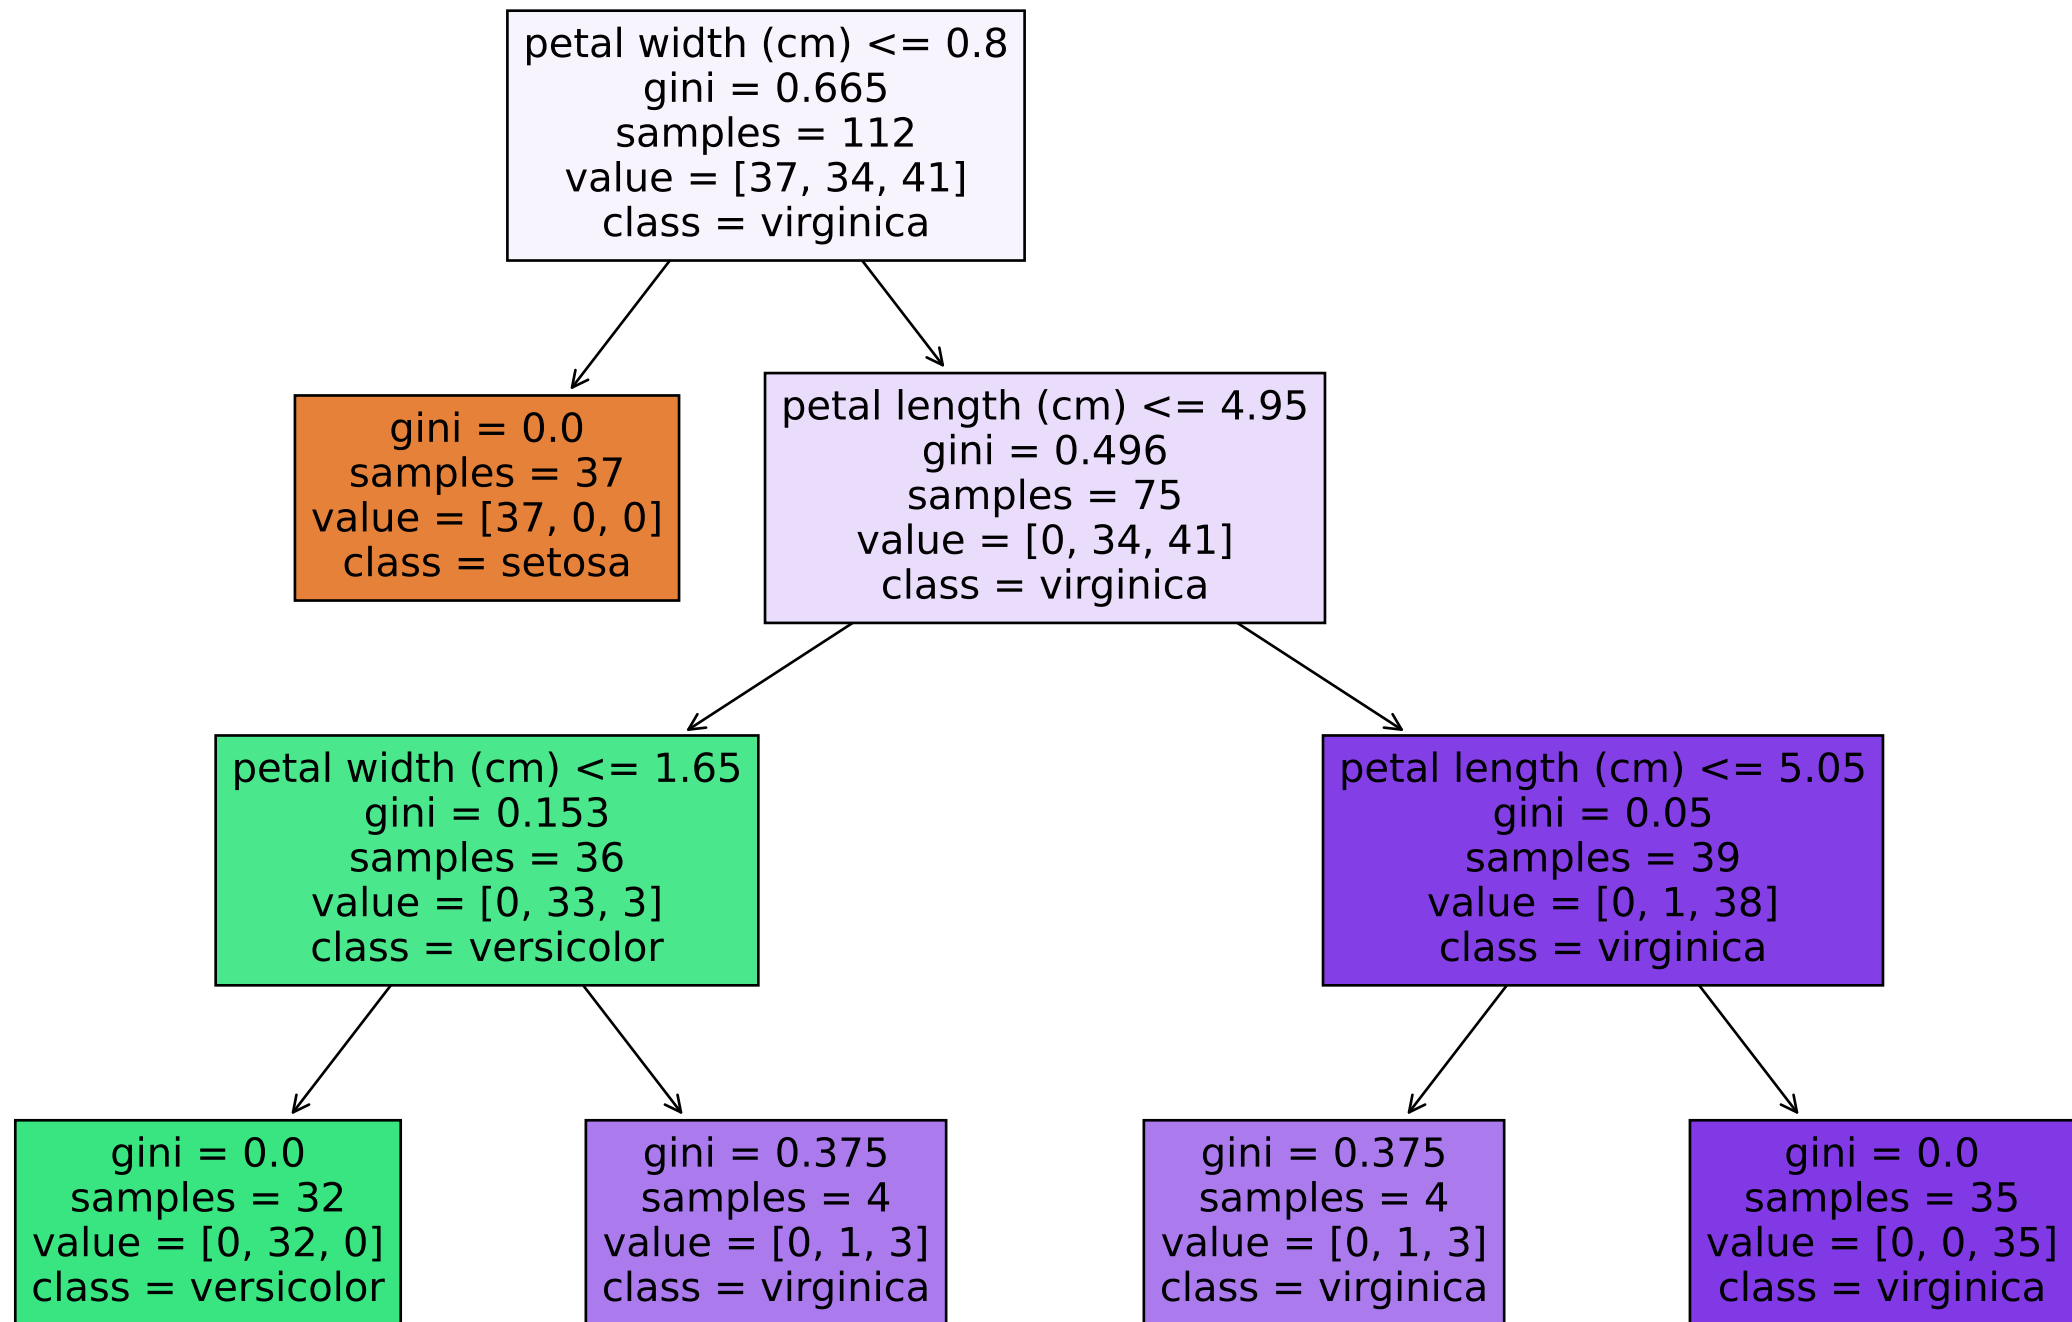 petal width (cm) <= 0.8
gini = 0.665
samples = 112
value = [37, 34, 41]
class = virginica
gini = 0.0
samples = 37
value = [37, 0, 0]
class = setosa
petal length (cm) <= 4.95
gini = 0.496
samples = 75
value = [0, 34, 41]
class = virginica
petal width (cm) <= 1.65
gini = 0.153
samples = 36
value = [0, 33, 3]
class = versicolor
petal length (cm) <= 5.05
gini = 0.05
samples = 39
value = [0, 1, 38]
class = virginica
gini = 0.0
samples = 32
value = [0, 32, 0]
class = versicolor
gini = 0.375
samples = 4
value = [0, 1, 3]
class = virginica
gini = 0.375
samples = 4
value = [0, 1, 3]
class = virginica
gini = 0.0
samples = 35
value = [0, 0, 35]
class = virginica